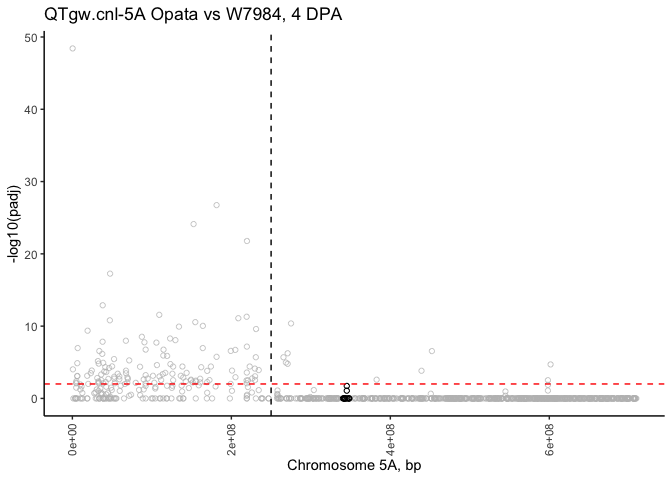 QTgw.cnl-5A Opata vs W7984, 4 DPA
50
40
30
20
10
0
-log10(padj)
0e+00
2e+08
4e+08
6e+08
Chromosome 5A, bp